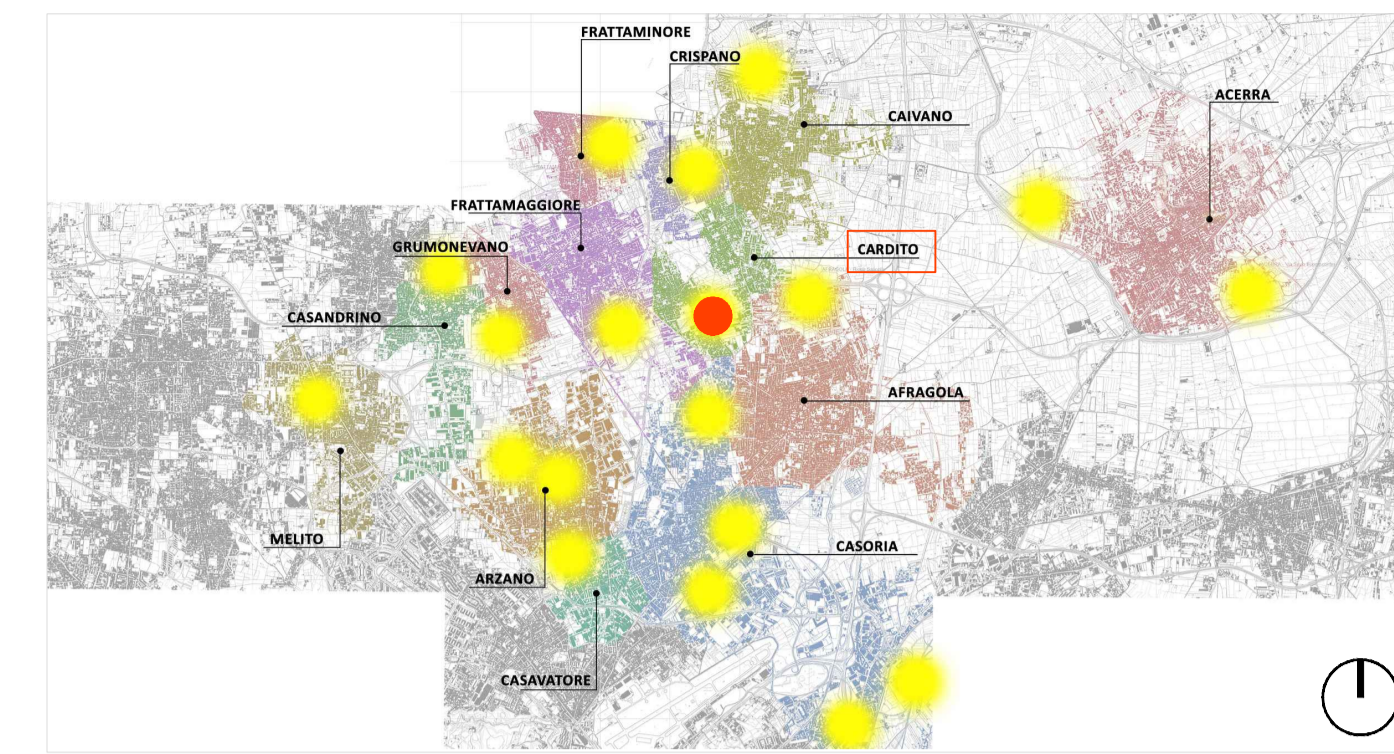 FRATTAMINORE
CRISPANO
ACERRA
CAIVANO
FRATTAMAGGIORE
GRUMONEVANO
CARDITO
CASANDRINO
AFRAGOLA
MELITO
CASORIA
ARZANO
CASAVATORE